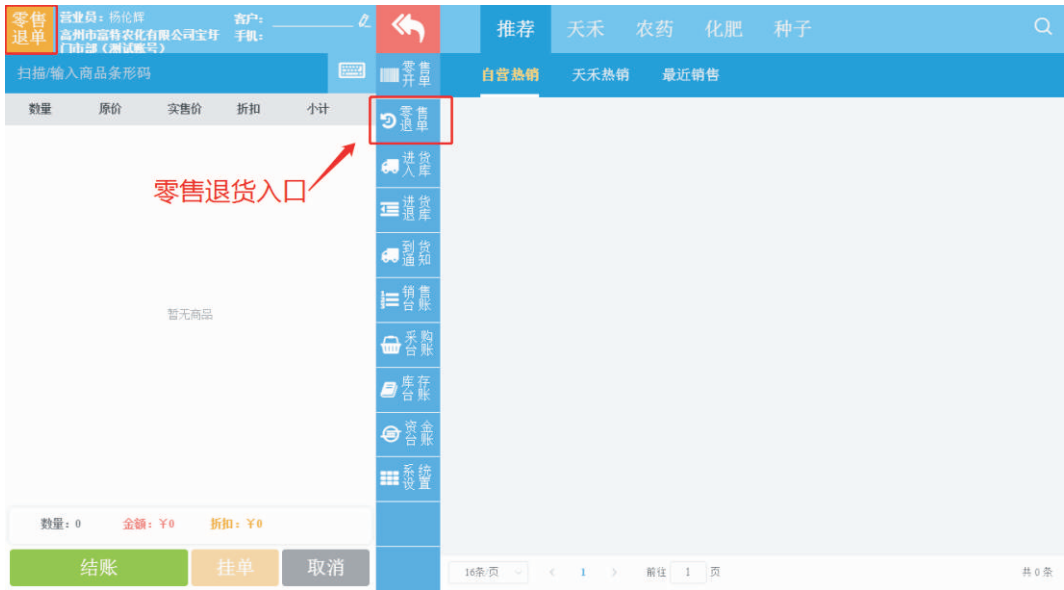 零售
退单
营业员：杨伦辉
高州市富特农化有限公司宝圩
门市部（测试账号）
客户：
手机：
扫描/输入商品条形码
数量 原价 实售价 折扣 小计
零售退货入口
暂无商品
数量：0 金额：￥0 折扣：￥0
结账 挂单 取消
零售
开单
零售
退单
进货
入库
进货
退库
到货
通知
销售
台账
采购
台账
库存
台账
资金
台账
系统
设置
推荐 天禾 农药 化肥 种子
自营热销 天禾热销 最近销售
16条/页 < 1 > 前往 1 页 共 0 条